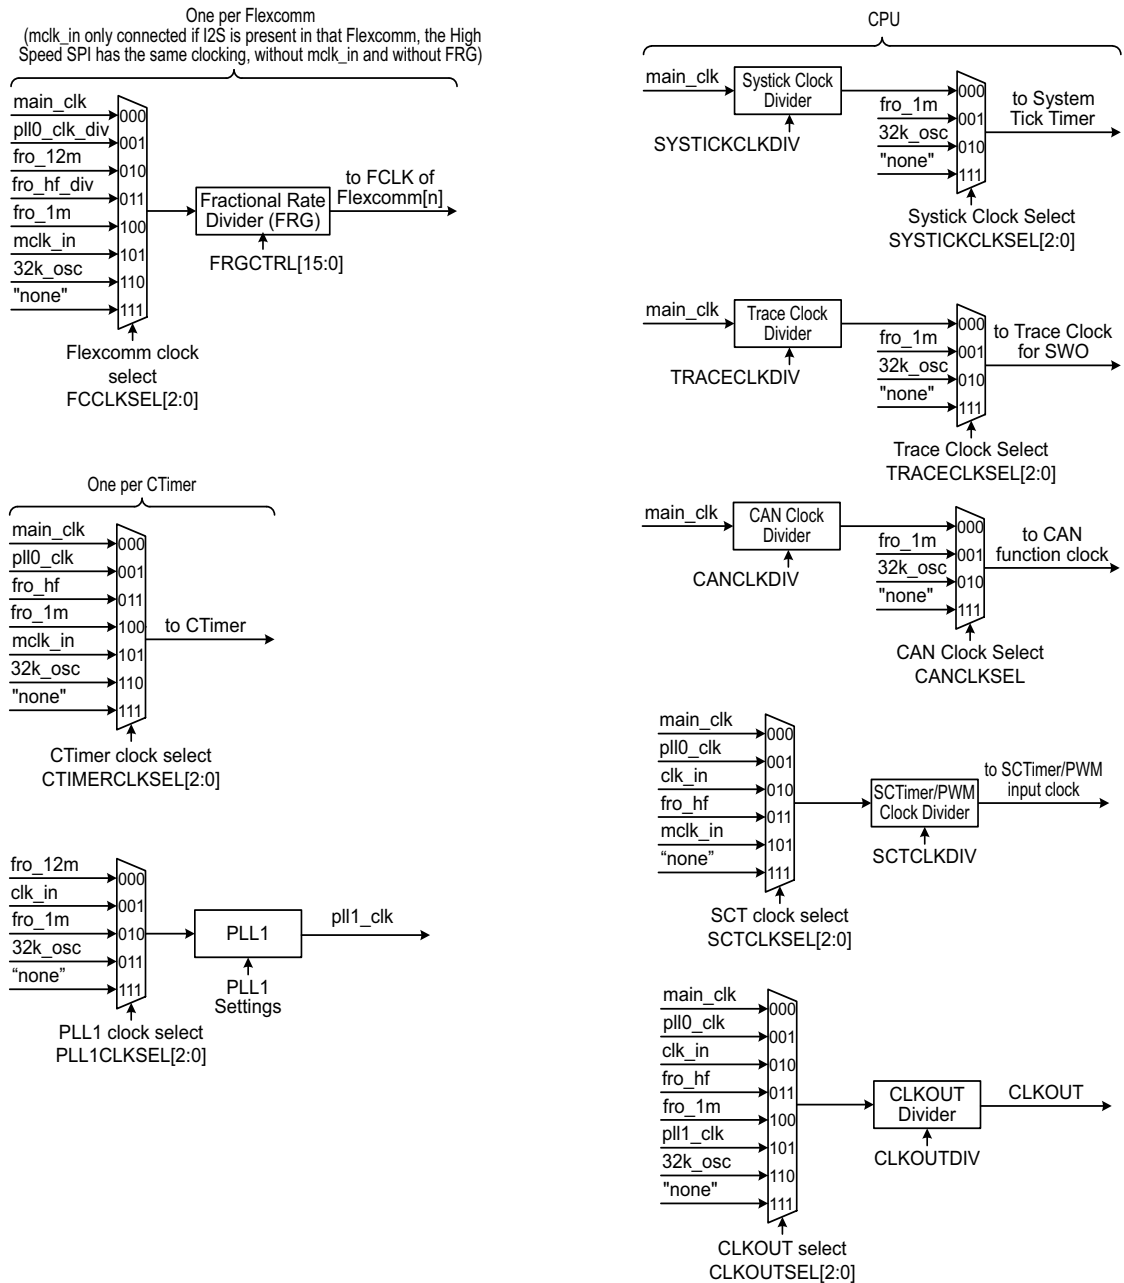 One per Flexcomm
(mclk_in only connected if I2S is present in that Flexcomm, the High
Speed SPI has the same clocking, without mclk_in and without FRG)
main_clk
000
pll0_clk_div
001
fro_12m
010
fro_hf_div
011
fro_1m
100
mclk_in
101
32k_osc
110
"none"
111
Fractional Rate
Divider (FRG)
to FCLK of
Flexcomm[n]
FRGCTRL[15:0]
Flexcomm clock
select
FCCLKSEL[2:0]
One per CTimer
main_clk
000
pll0_clk
001
fro_hf
011
fro_1m
100
mclk_in
101
32k_osc
110
"none"
111
to CTimer
CTimer clock select
CTIMERCLKSEL[2:0]
fro_12m
000
clk_in
001
fro_1m
010
32k_osc
011
“none”
111
PLL1
pll1_clk
PLL1
Settings
PLL1 clock select
PLL1CLKSEL[2:0]
CPU
main_clk
Systick Clock
Divider
SYSTICKCLKDIV
000
fro_1m
001
32k_osc
010
"none"
111
to System
Tick Timer
Systick Clock Select
SYSTICKCLKSEL[2:0]
main_clk
Trace Clock
Divider
TRACECLKDIV
000
fro_1m
001
32k_osc
010
"none"
111
to Trace Clock
for SWO
Trace Clock Select
TRACECLKSEL[2:0]
main_clk
CAN Clock
Divider
CANCLKDIV
000
fro_1m
001
32k_osc
010
"none"
111
to CAN
function clock
CAN Clock Select
CANCLKSEL
main_clk
000
pll0_clk
001
clk_in
010
fro_hf
011
mclk_in
101
“none”
111
SCTimer/PWM
Clock Divider
to SCTimer/PWM
input clock
SCTCLKDIV
SCT clock select
SCTCLKSEL[2:0]
main_clk
000
pll0_clk
001
clk_in
010
fro_hf
011
fro_1m
100
pll1_clk
101
32k_osc
110
"none"
111
CLKOUT
Divider
CLKOUT
CLKOUTDIV
CLKOUT select
CLKOUTSEL[2:0]